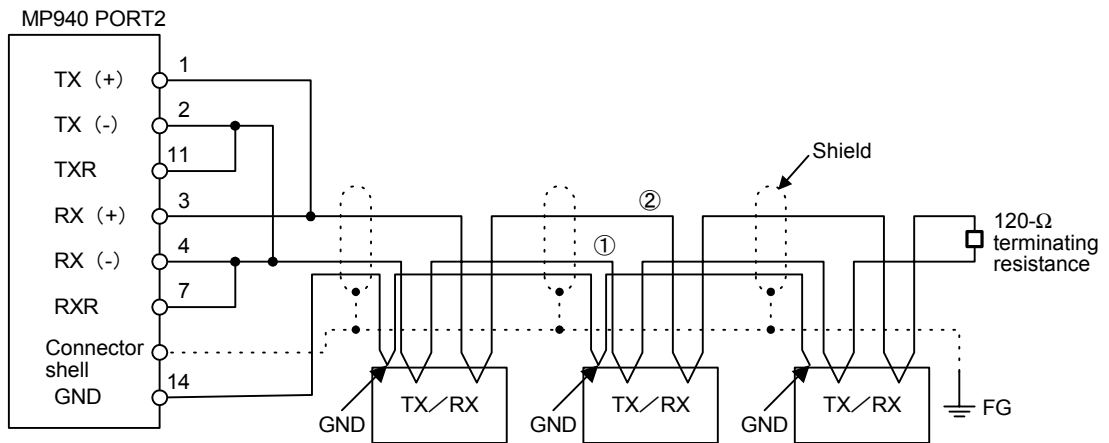 MP940 PORT2
TX (+)
1
TX (-)
2
TXR
11
RX (+)
3
RX (-)
4
RXR
7
Connector
shell
GND
14
Shield
②
①
120-Ω
terminating
resistance
GND
TX/RX
GND
TX/RX
GND
TX/RX
FG